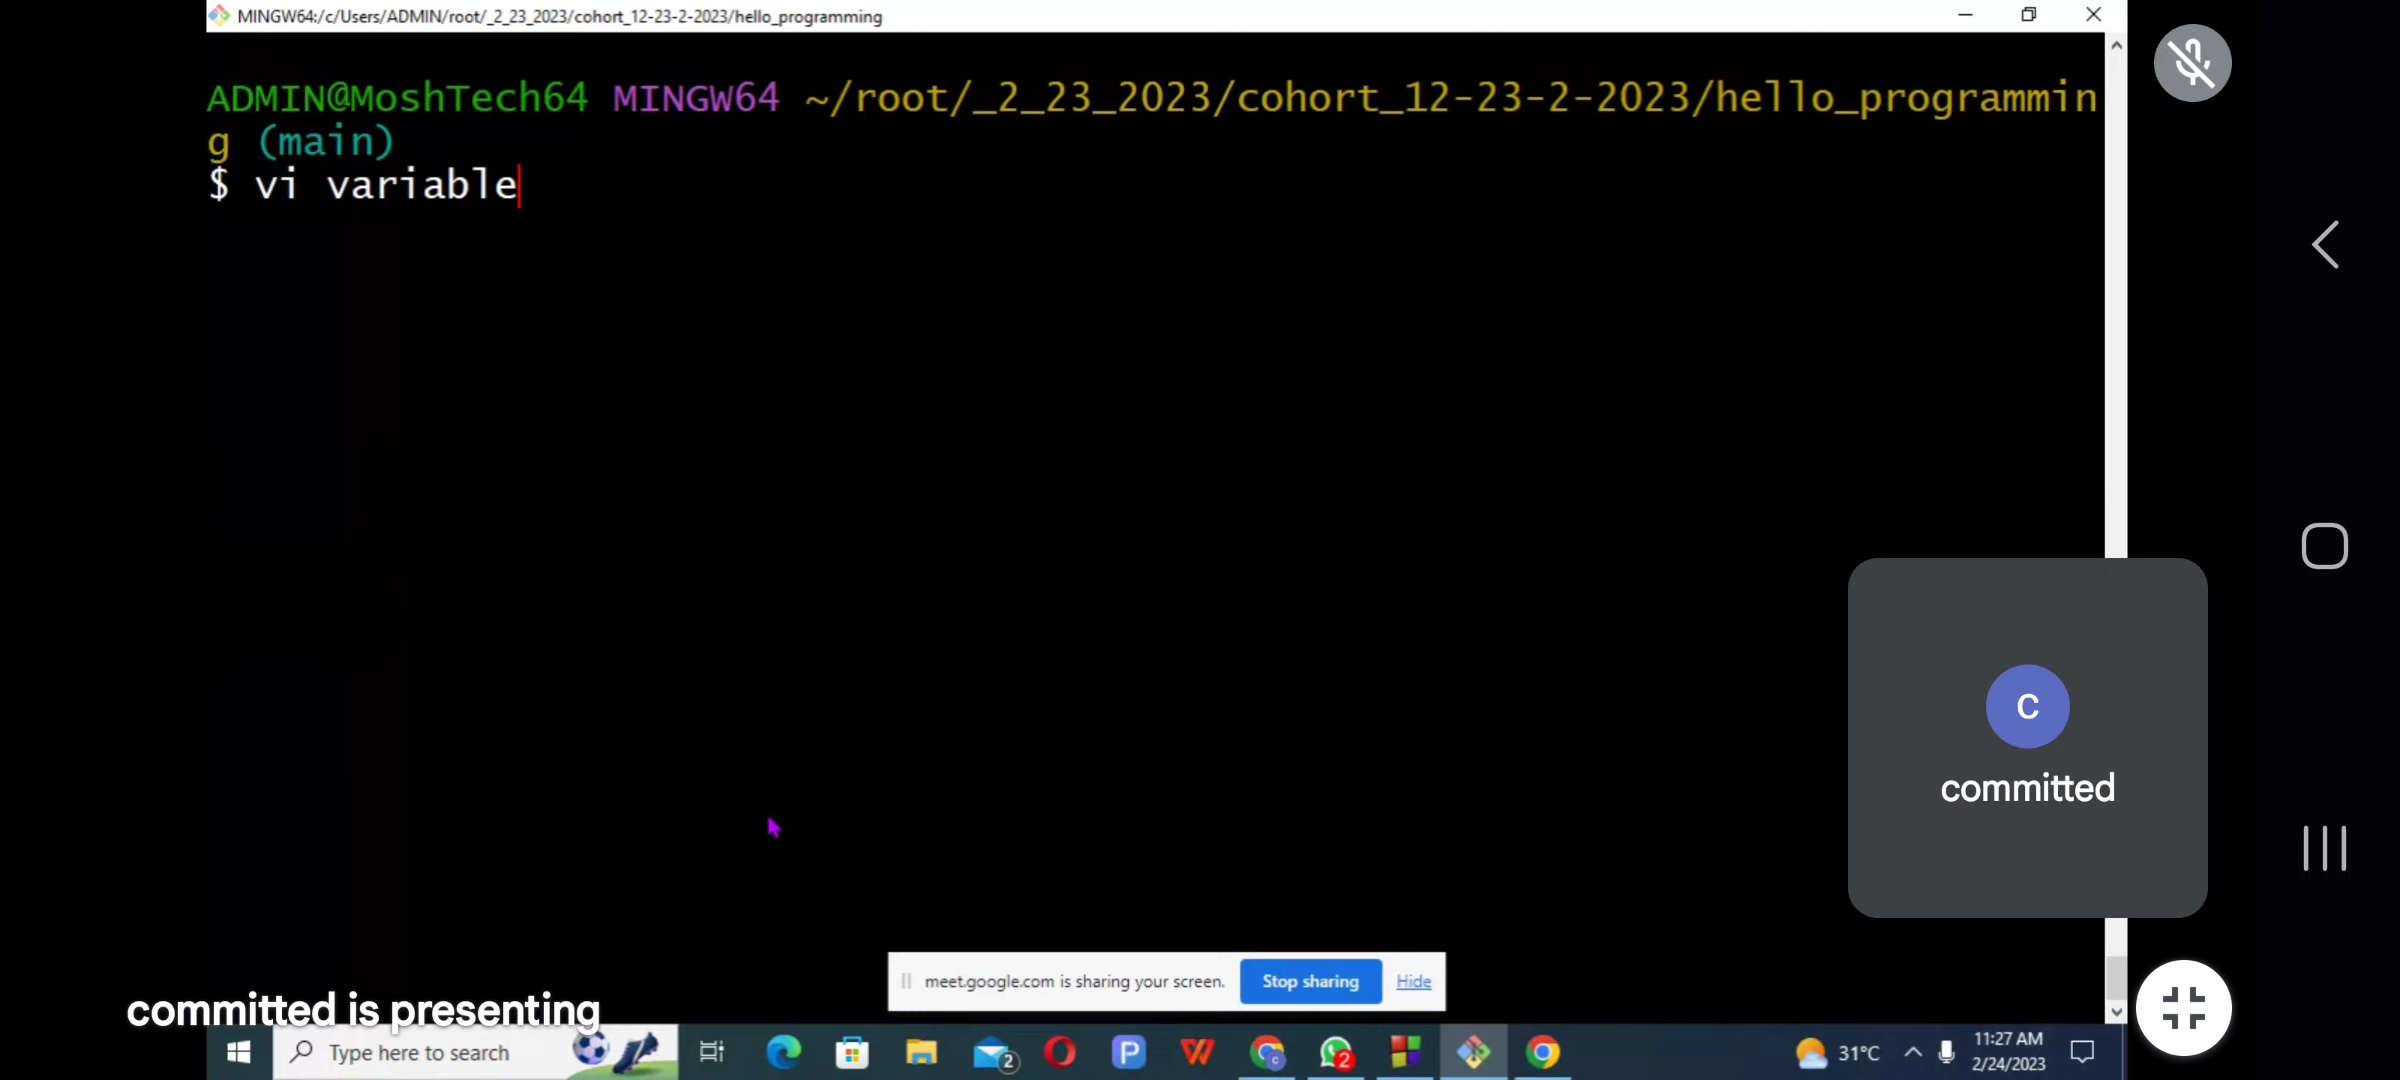 MINGW64:/c/Users/ADMIN/root/_2_23_2023/cohort_12-23-2-2023/hello_programming
ADMIN@MoshTech64 MINGW64 ~/root/_2_23_2023/cohort_12-23-2-2023/hello_programmin
g (main)
$ vi variable
C
committed
meet.google.com is sharing your screen. Stop sharing Hide
committed is presenting
Type here to search
2
2
31°C
11:27 AM
2/24/2023